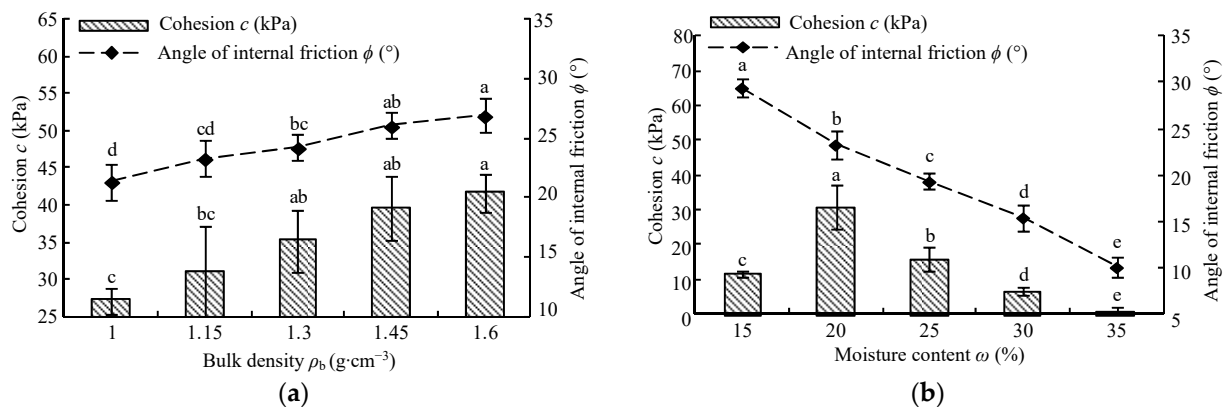 Cohesion c (kPa)
Angle of internal friction ϕ (°)
Cohesion c (kPa)
65
60
55
50
45
40
35
30
25
d
cd
bc
ab
a
c
bc
ab
ab
a
35
30
25
20
15
10
Angle of internal friction ϕ (°)
1 1.15 1.3 1.45 1.6
Bulk density ρb (g·cm⁻³)
(a)
Cohesion c (kPa)
Angle of internal friction ϕ (°)
Cohesion c (kPa)
80
70
60
50
40
30
20
10
0
a
b
c
d
e
c
a
b
d
e
35
30
25
20
15
10
5
Angle of internal friction ϕ (°)
15 20 25 30 35
Moisture content ω (%)
(b)